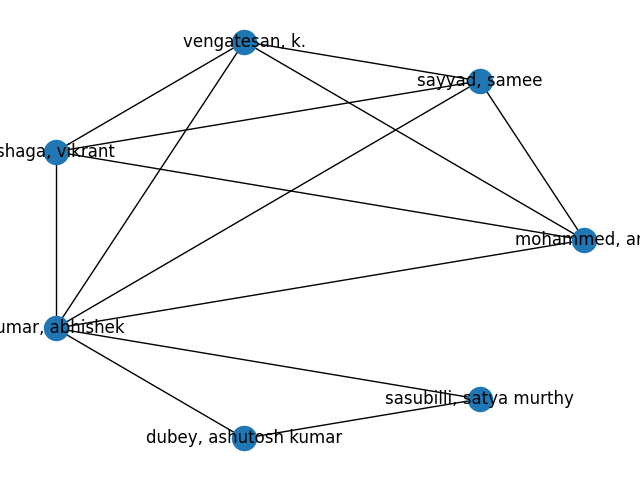 vengatesan, k.
sayyad, samee
shaga, vikrant
mohammed, ar
umar, abhishek
sasubilli, satya murthy
dubey, ashutosh kumar